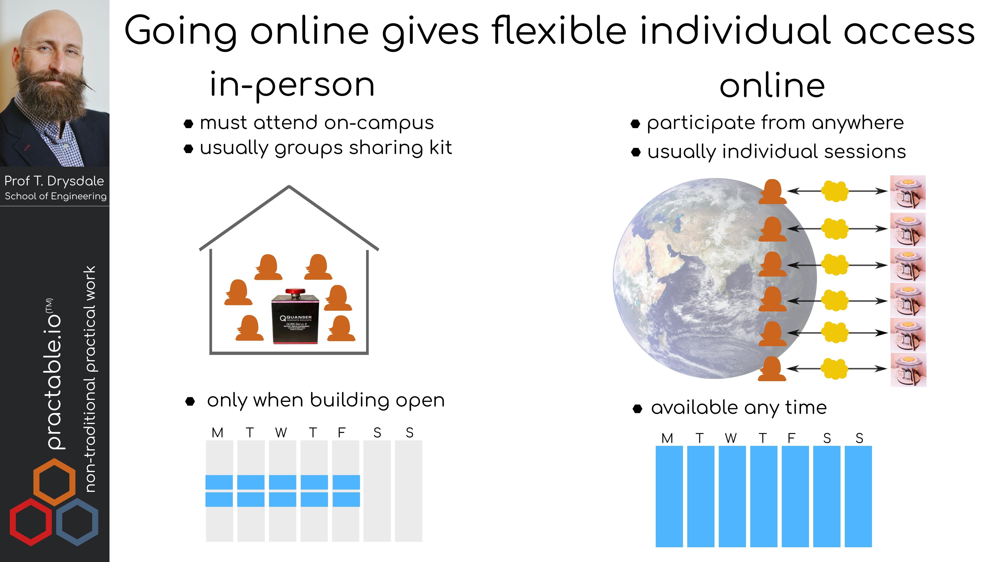 Going online gives flexible individual access
in-person
must attend on-campus
usually groups sharing kit
QUANSER
INNOVATE·EDUCATE
QUBE-Servo 2
ROTARY SERVO EXPERIMENT
WWW.QUANSER.COM
MADE IN CANADA
only when building open
M T W T F S S
online
participate from anywhere
usually individual sessions
03
15
09
22
07
16
available any time
M T W T F S S
Prof T. Drysdale
School of Engineering
practable.io(TM)
non-traditional practical work